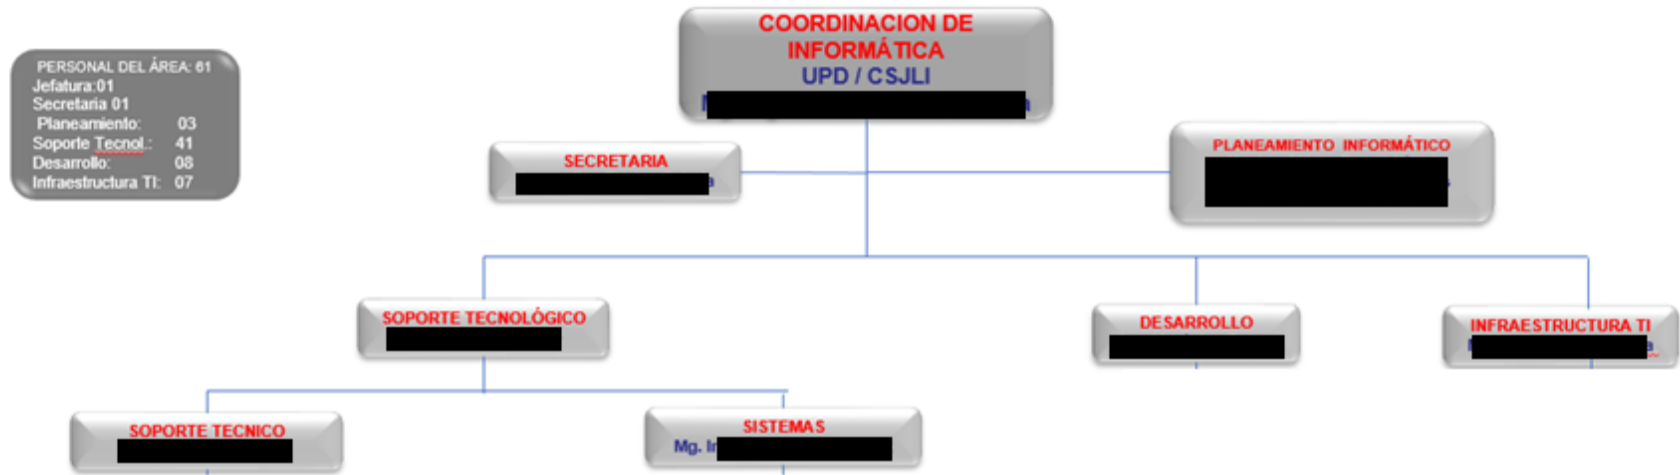 COORDINACION DE
INFORMÁTICA
UPD / CSJLI
PERSONAL DEL ÁREA: 61
Jefatura:01
Secretaria 01
Planeamiento: 03
Soporte Tecnol.: 41
Desarrollo: 08
Infraestructura TI: 07
SECRETARIA
PLANEAMIENTO INFORMÁTICO
SOPORTE TECNOLÓGICO
DESARROLLO
INFRAESTRUCTURA TI
SOPORTE TECNICO
SISTEMAS
Mg.